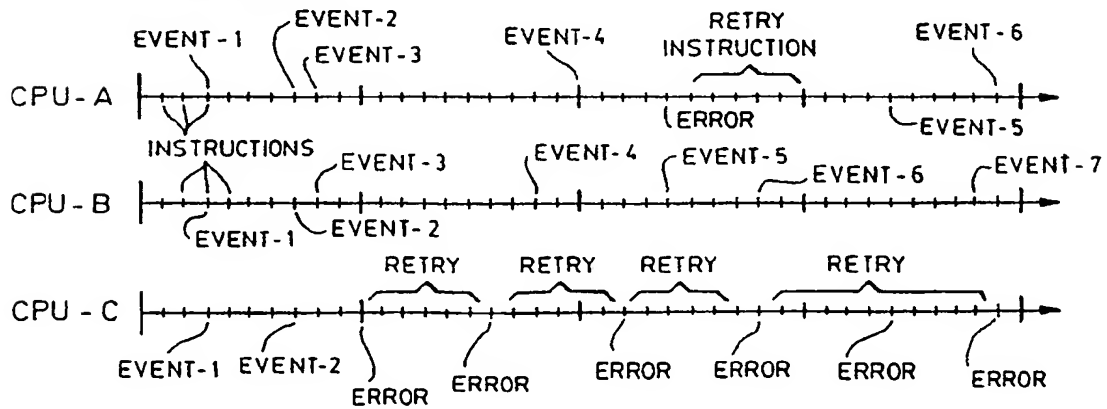 EVENT-1
EVENT-2
EVENT-3
EVENT-4
RETRY
INSTRUCTION
EVENT-6
CPU-A
ERROR
EVENT-5
INSTRUCTIONS
EVENT-3
EVENT-4
EVENT-5
EVENT-6
EVENT-7
CPU-B
EVENT-1
EVENT-2
RETRY
RETRY
RETRY
RETRY
CPU-C
EVENT-1
EVENT-2
ERROR
ERROR
ERROR
ERROR
ERROR
ERROR